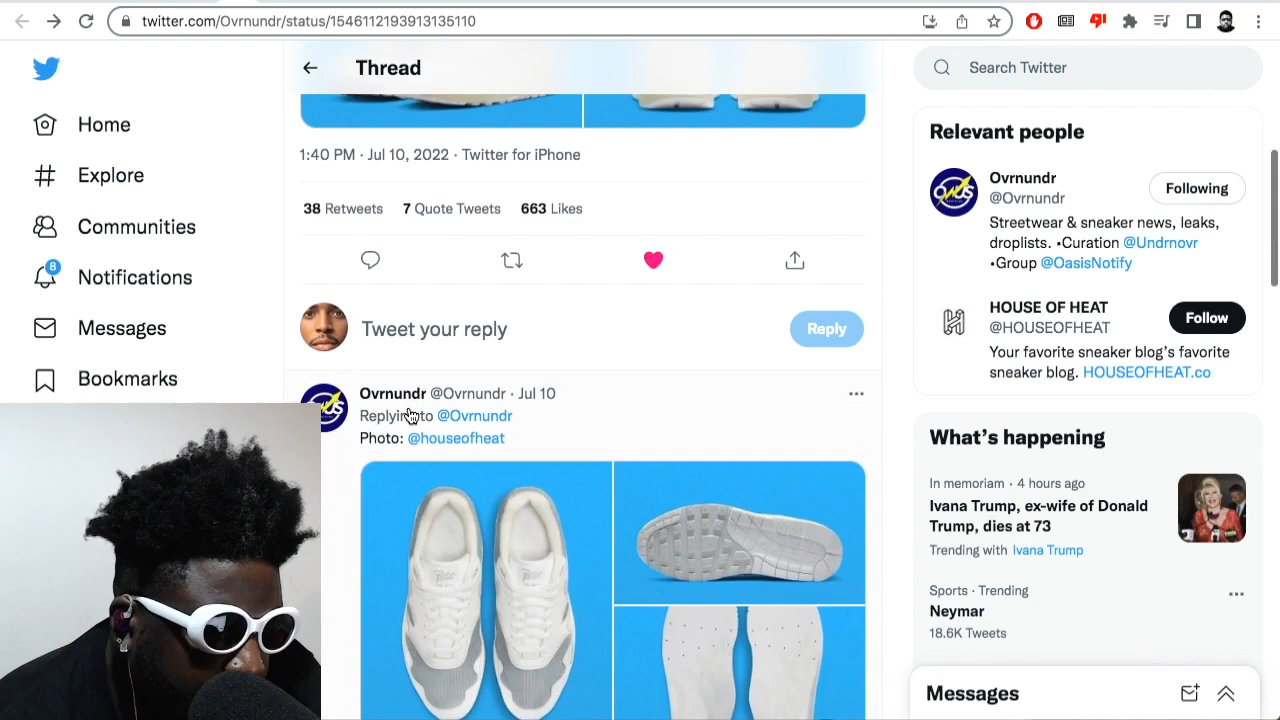 twitter.com/Ovrnundr/status/1546112193913135110
Home
Explore
Communities
8
Notifications
Messages
Bookmarks
Thread
1:40 PM · Jul 10, 2022 · Twitter for iPhone
38 Retweets 7 Quote Tweets 663 Likes
Tweet your reply
Reply
Ovrnundr @Ovrnundr · Jul 10
Replying to @Ovrnundr
Photo: @houseofheat
Search Twitter
Relevant people
Ovrnundr
@Ovrnundr
Following
Streetwear & sneaker news, leaks,
droplists. •Curation @Undrnovr
•Group @OasisNotify
HOUSE OF HEAT
@HOUSEOFHEAT
Follow
Your favorite sneaker blog's favorite
sneaker blog. HOUSEOFHEAT.co
What's happening
In memoriam · 4 hours ago
Ivana Trump, ex-wife of Donald
Trump, dies at 73
Trending with Ivana Trump
Sports · Trending
Neymar
18.6K Tweets
Messages